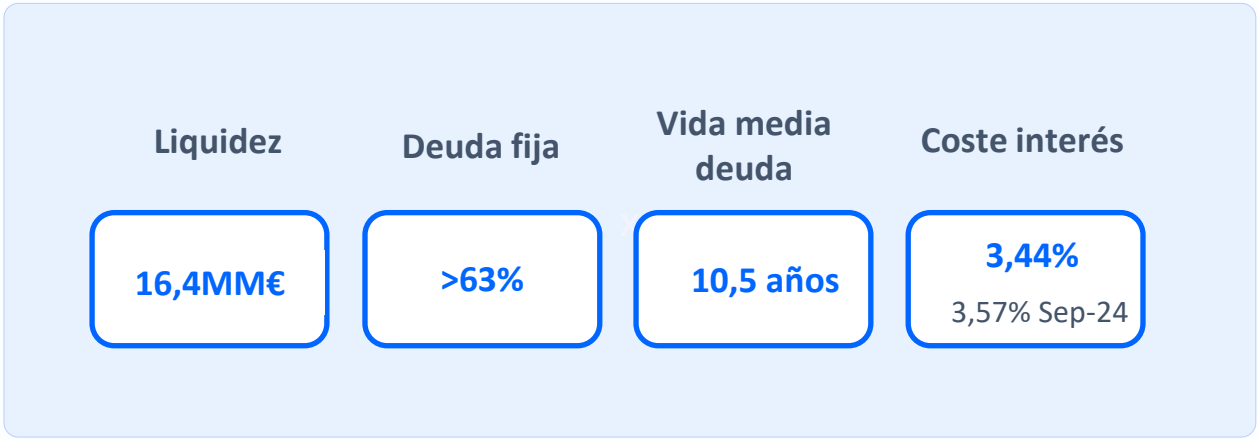 Liquidez
Deuda fija
Vida media
deuda
Coste interés
16,4MM€
>63%
10,5 años
3,44%
3,57% Sep-24